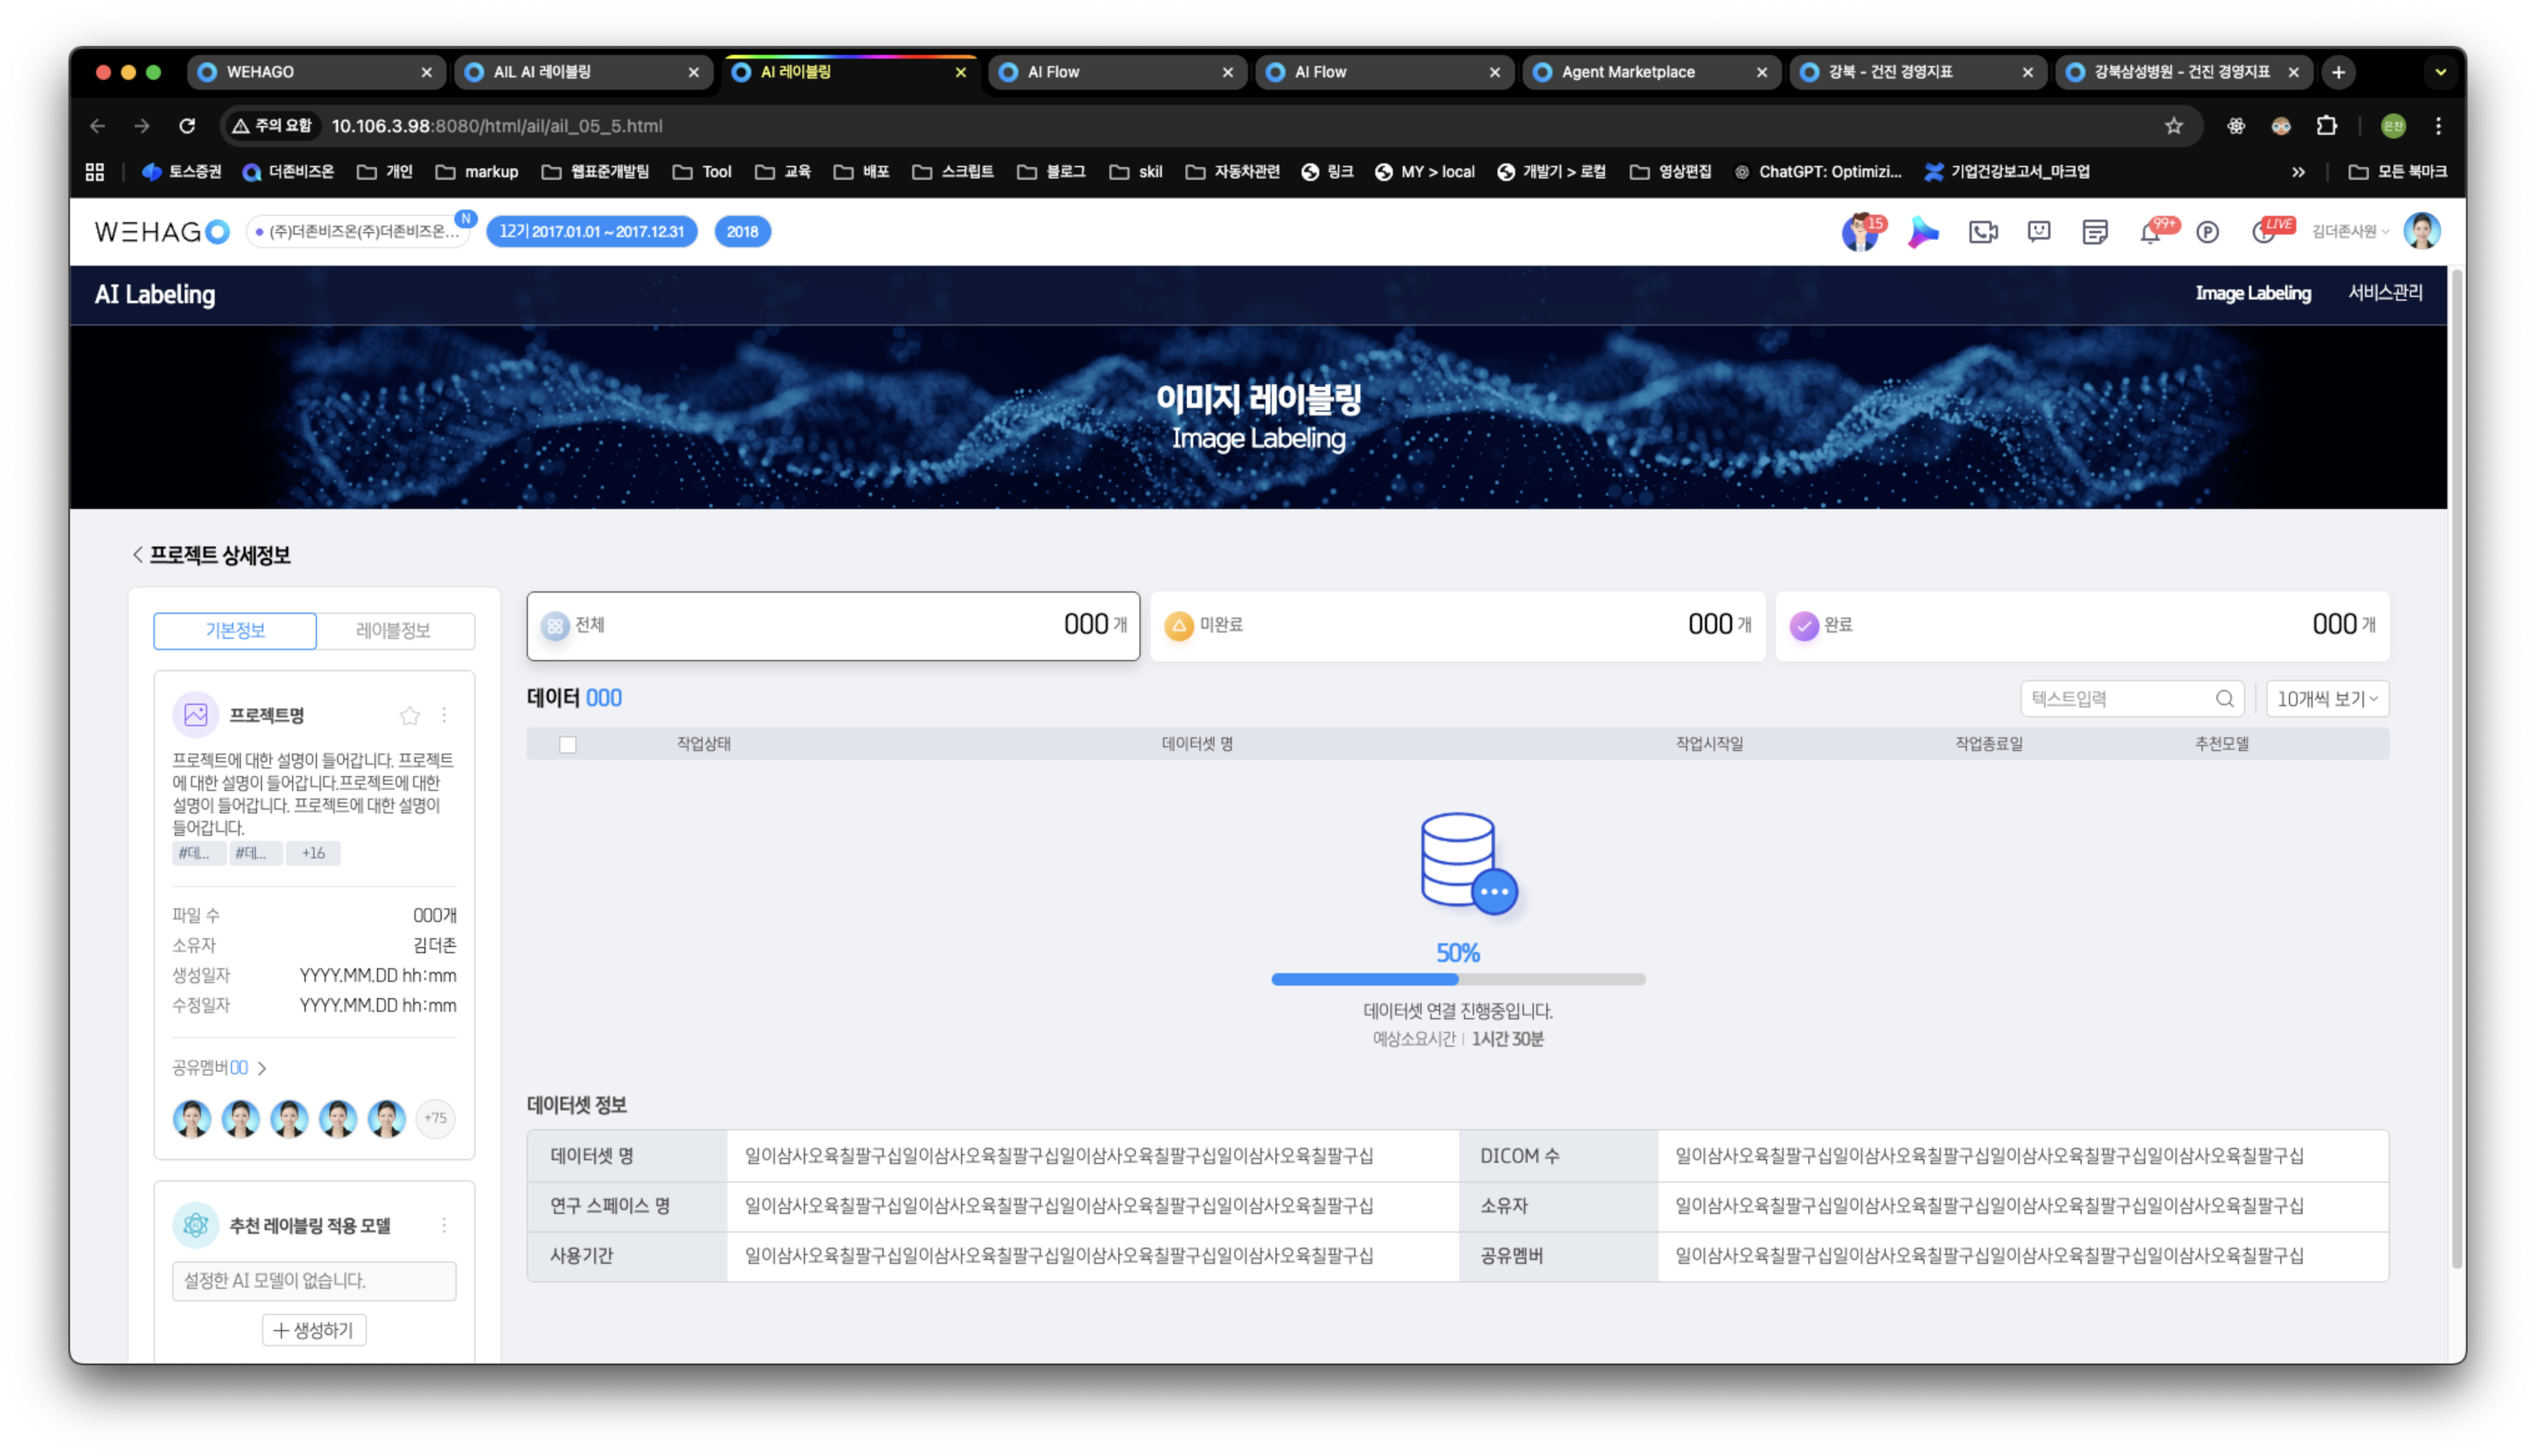 WEHAGO
AIL AI 레이블링
AI 레이블링
AI Flow
AI Flow
Agent Marketplace
강북 - 건진 경영지표
강북삼성병원 - 건진 경영지표
주의 요함
10.106.3.98:8080/html/ail/ail_05_5.html
은찬
토스증권
더존비즈온
개인
markup
웹표준개발팀
Tool
교육
배포
스크립트
블로그
skil
자동차관련
링크
MY > local
개발기 > 로컬
영상편집
ChatGPT: Optimizi...
기업건강보고서_마크업
모든 북마크
WEHAGO
(주)더존비즈온(주)더존비즈온...
N
12기 2017.01.01 ~ 2017.12.31
2018
15
99+
P
LIVE
김더존사원
AI Labeling
Image Labeling
서비스관리
이미지 레이블링
Image Labeling
프로젝트 상세정보
기본정보
레이블정보
프로젝트명
프로젝트에 대한 설명이 들어갑니다. 프로젝트
에 대한 설명이 들어갑니다.프로젝트에 대한
설명이 들어갑니다. 프로젝트에 대한 설명이
들어갑니다.
#데...
#데...
+16
파일 수
000개
소유자
김더존
생성일자
YYYY.MM.DD hh:mm
수정일자
YYYY.MM.DD hh:mm
공유멤버00
+75
추천 레이블링 적용 모델
설정한 AI 모델이 없습니다.
생성하기
전체
000 개
미완료
000 개
완료
000 개
데이터 000
텍스트입력
10개씩 보기
작업상태
데이터셋 명
작업시작일
작업종료일
추천모델
50%
데이터셋 연결 진행중입니다.
예상소요시간 | 1시간 30분
데이터셋 정보
데이터셋 명
일이삼사오육칠팔구십일이삼사오육칠팔구십일이삼사오육칠팔구십일이삼사오육칠팔구십
DICOM 수
일이삼사오육칠팔구십일이삼사오육칠팔구십일이삼사오육칠팔구십일이삼사오육칠팔구십
연구 스페이스 명
일이삼사오육칠팔구십일이삼사오육칠팔구십일이삼사오육칠팔구십일이삼사오육칠팔구십
소유자
일이삼사오육칠팔구십일이삼사오육칠팔구십일이삼사오육칠팔구십일이삼사오육칠팔구십
사용기간
일이삼사오육칠팔구십일이삼사오육칠팔구십일이삼사오육칠팔구십일이삼사오육칠팔구십
공유멤버
일이삼사오육칠팔구십일이삼사오육칠팔구십일이삼사오육칠팔구십일이삼사오육칠팔구십